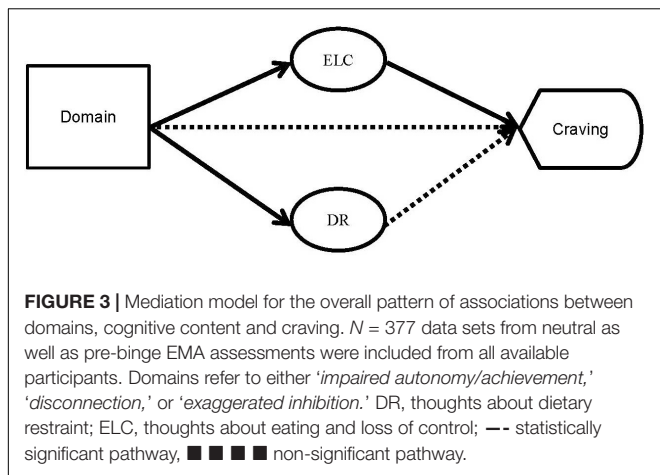 ELC
Domain
Craving
DR
FIGURE 3 | Mediation model for the overall pattern of associations between
domains, cognitive content and craving. N = 377 data sets from neutral as
well as pre-binge EMA assessments were included from all available
participants. Domains refer to either ‘impaired autonomy/achievement,’
‘disconnection,’ or ‘exaggerated inhibition.’ DR, thoughts about dietary
restraint; ELC, thoughts about eating and loss of control; –- statistically
significant pathway, ■ ■ ■ ■ non-significant pathway.